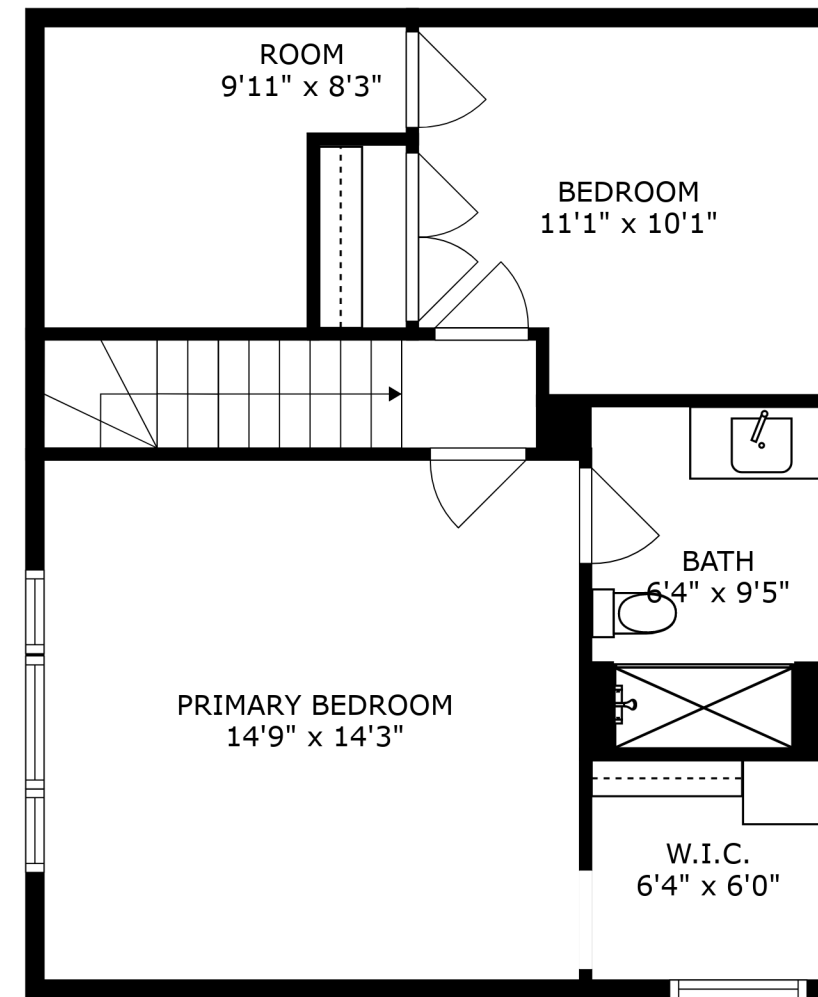 ROOM
9'11" x 8'3"
BEDROOM
11'1" x 10'1"
BATH
6'4" x 9'5"
PRIMARY BEDROOM
14'9" x 14'3"
W.I.C.
6'4" x 6'0"